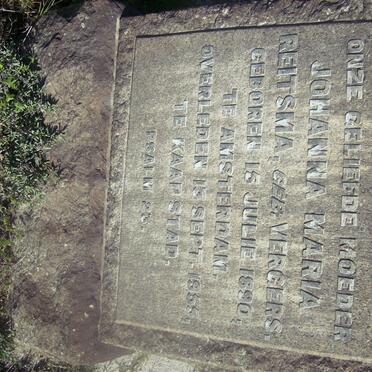 ONZE GELIEFDE MOEDER
JOHANNA MARIA
REITSMA, GEB: VERGERS,
GEBOREN 15 JULIE 1890,
TE AMSTERDAM.
OVERLEDEN 15 SEPT. 1955,
TE KAAPSTAD.
PSALM 23.